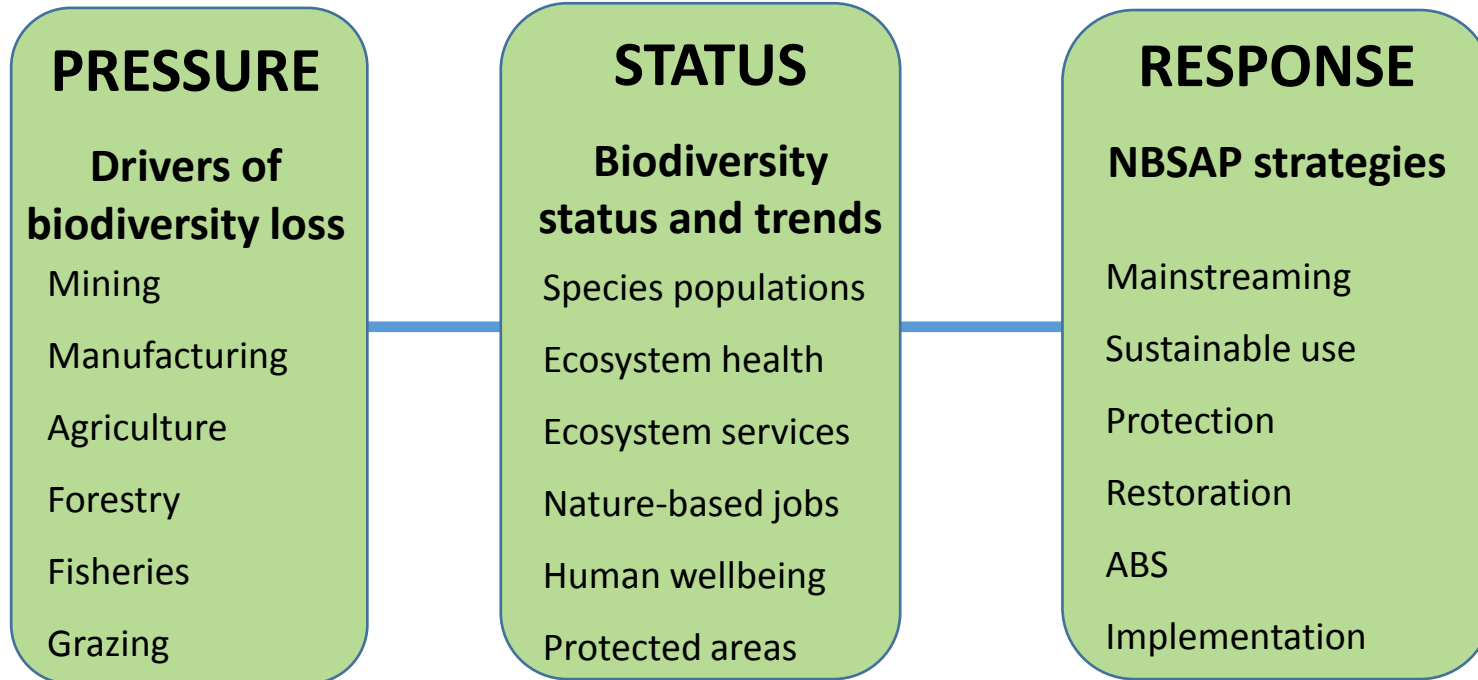 PRESSURE
Drivers of
biodiversity loss
Mining
Manufacturing
Agriculture
Forestry
Fisheries
Grazing
STATUS
Biodiversity
status and trends
Species populations
Ecosystem health
Ecosystem services
Nature-based jobs
Human wellbeing
Protected areas
RESPONSE
NBSAP strategies
Mainstreaming
Sustainable use
Protection
Restoration
ABS
Implementation